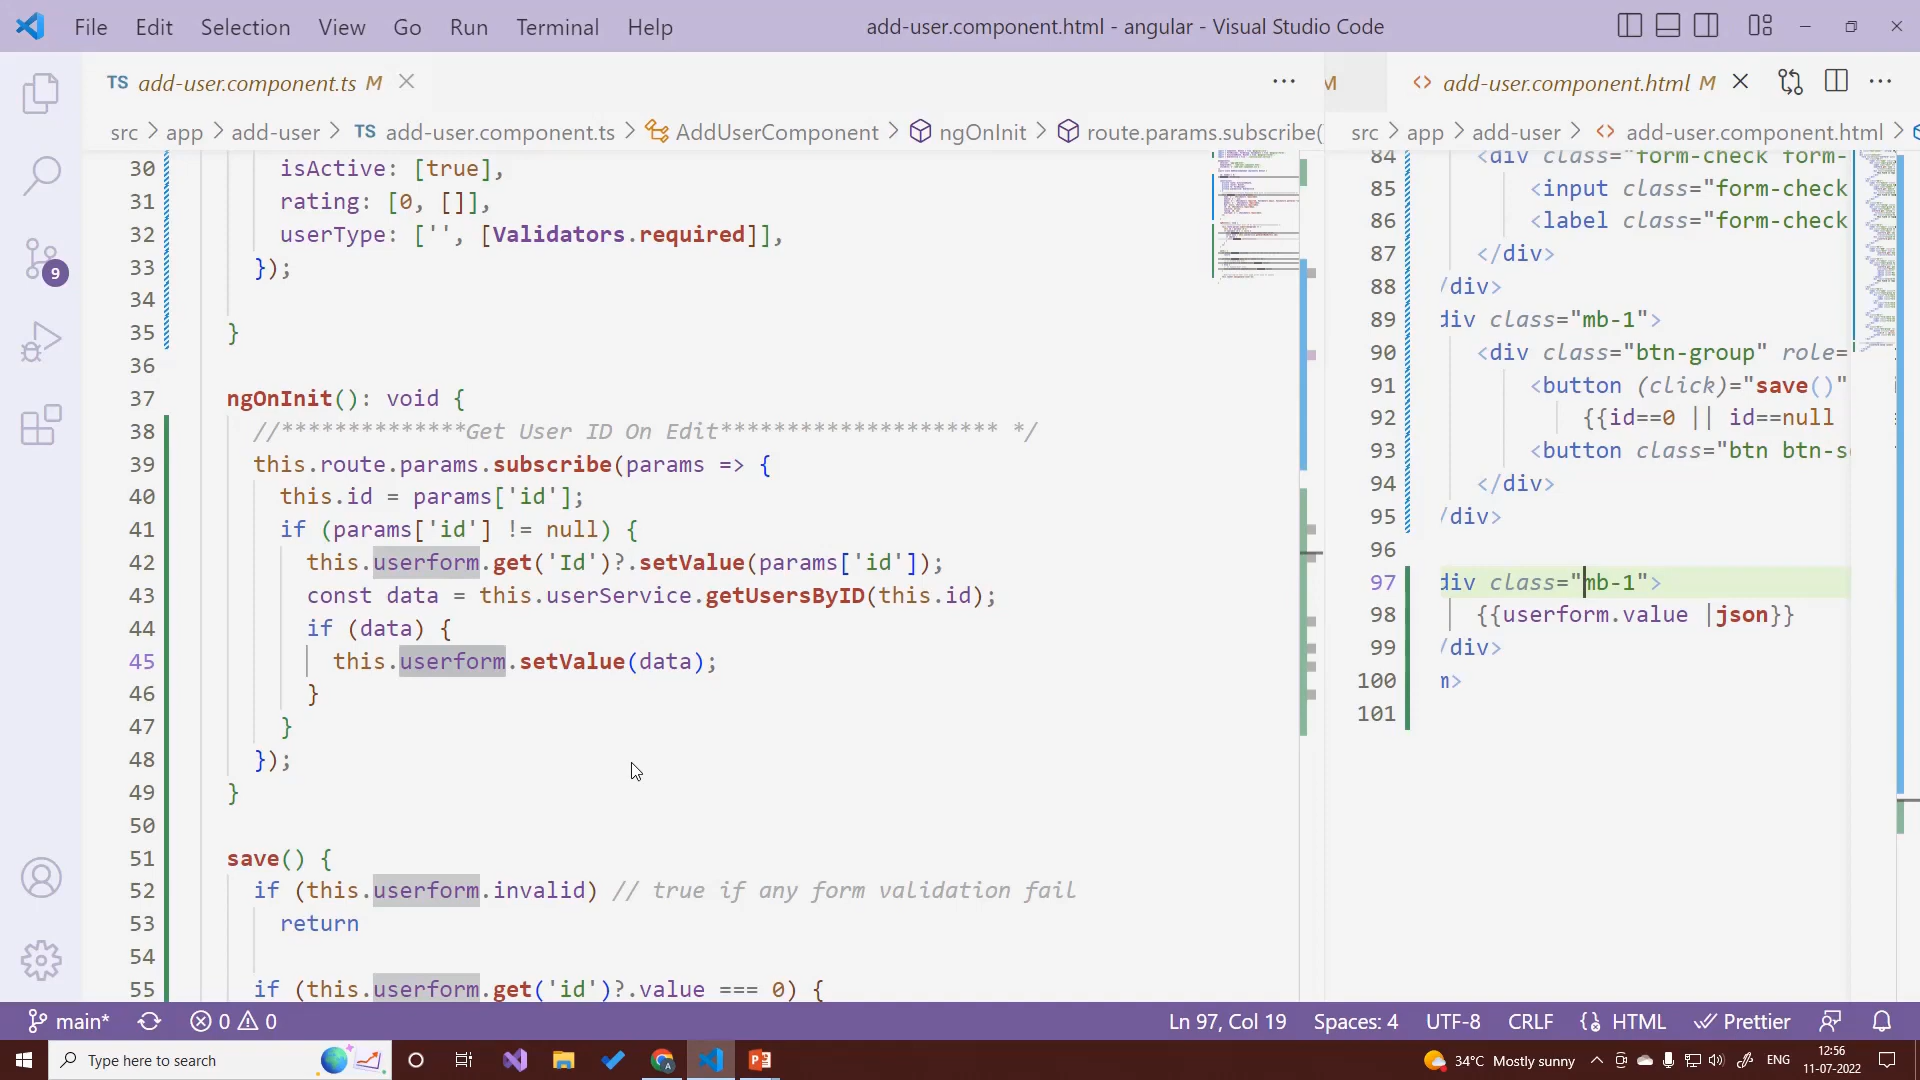 File Edit Selection View Go Run Terminal Help add-user.component.html - angular - Visual Studio Code
TS add-user.component.ts M
M <> add-user.component.html M
src > app > add-user > TS add-user.component.ts > AddUserComponent > ngOnInit > route.params.subscribe(
src > app > add-user > <> add-user.component.html >
30 isActive: [true],
31 rating: [0, []],
32 userType: ['', [Validators.required]],
33 });
34
35 }
36
37 ngOnInit(): void {
38 //**************Get User ID On Edit********************* */
39 this.route.params.subscribe(params => {
40 this.id = params['id'];
41 if (params['id'] != null) {
42 this.userform.get('Id')?.setValue(params['id']);
43 const data = this.userService.getUsersByID(this.id);
44 if (data) {
45 this.userform.setValue(data);
46 }
47 }
48 });
49 }
50
51 save() {
52 if (this.userform.invalid) // true if any form validation fail
53 return
54
55 if (this.userform.get('id')?.value === 0) {
84 <div class="form-check form-
85 <input class="form-check
86 <label class="form-check
87 </div>
88 /div>
89 div class="mb-1">
90 <div class="btn-group" role=
91 <button (click)="save()"
92 {{id==0 || id==null
93 <button class="btn btn-s
94 </div>
95 /div>
96
97 div class="mb-1">
98 {{userform.value |json}}
99 /div>
100 m>
101
9
main* 0 0 Ln 97, Col 19 Spaces: 4 UTF-8 CRLF HTML Prettier
Type here to search
34°C Mostly sunny ENG 12:56
11-07-2022